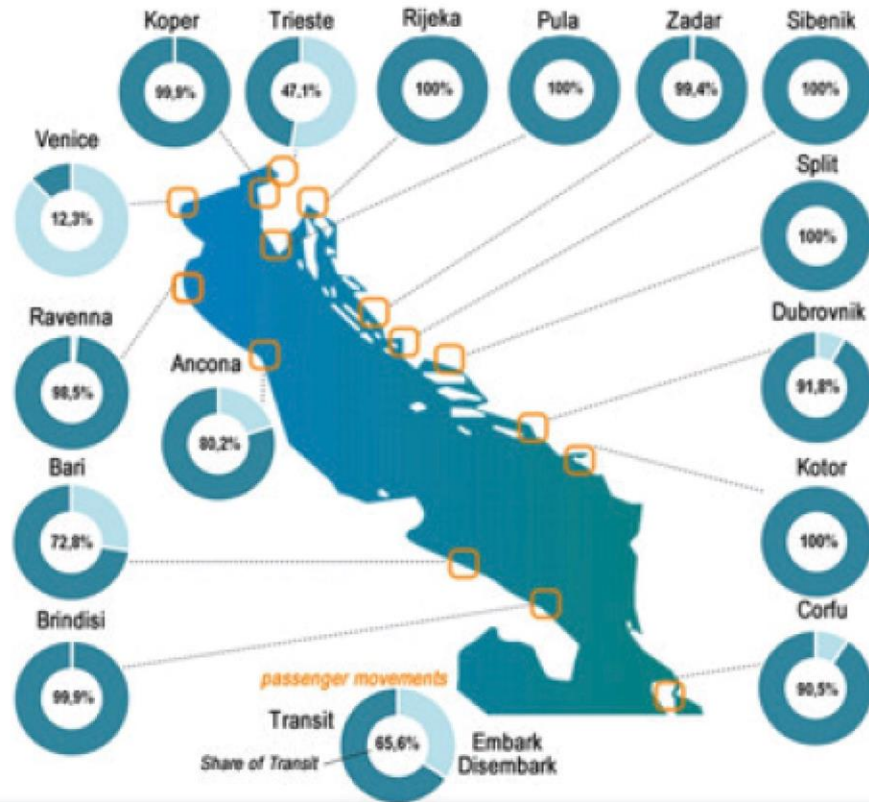 Koper
Trieste
Rijeka
Pula
Zadar
Sibenik
99,9%
47,1%
100%
100%
99,4%
100%
Venice
12,3%
Split
100%
Ravenna
98,5%
Ancona
80,2%
Dubrovnik
91,8%
Bari
72,8%
Kotor
100%
Brindisi
99,9%
Corfu
90,5%
passenger movements
Transit
65,6%
Share of Transit
Embark
Disembark